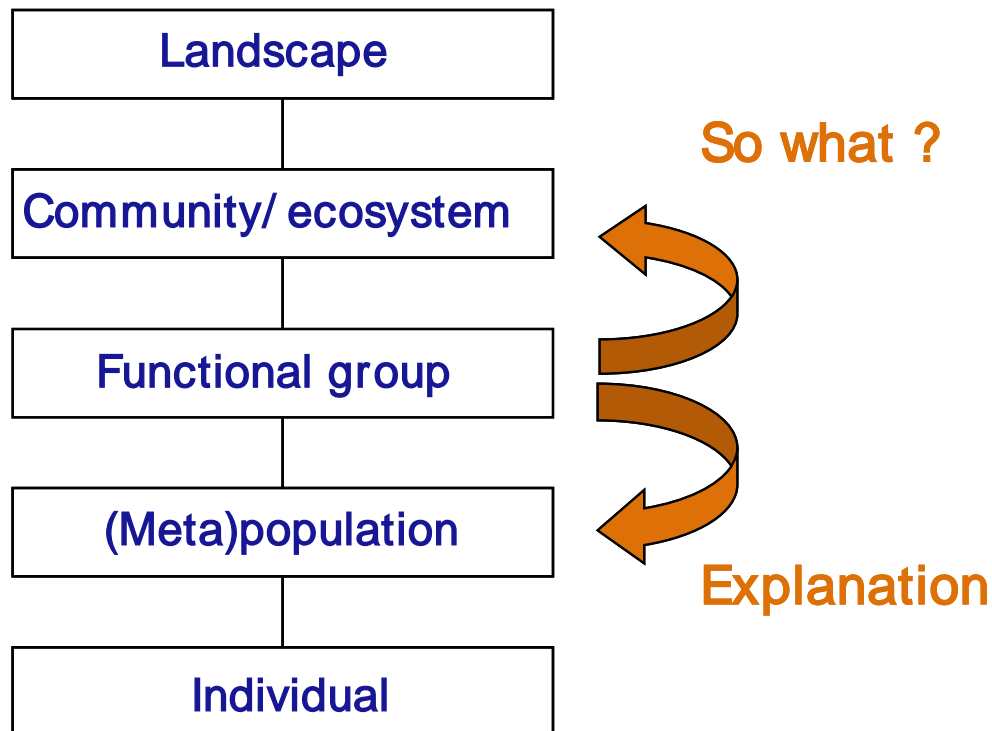 Landscape
So what ?
Community/ ecosystem
Functional group
(Meta)population
Explanation
Individual